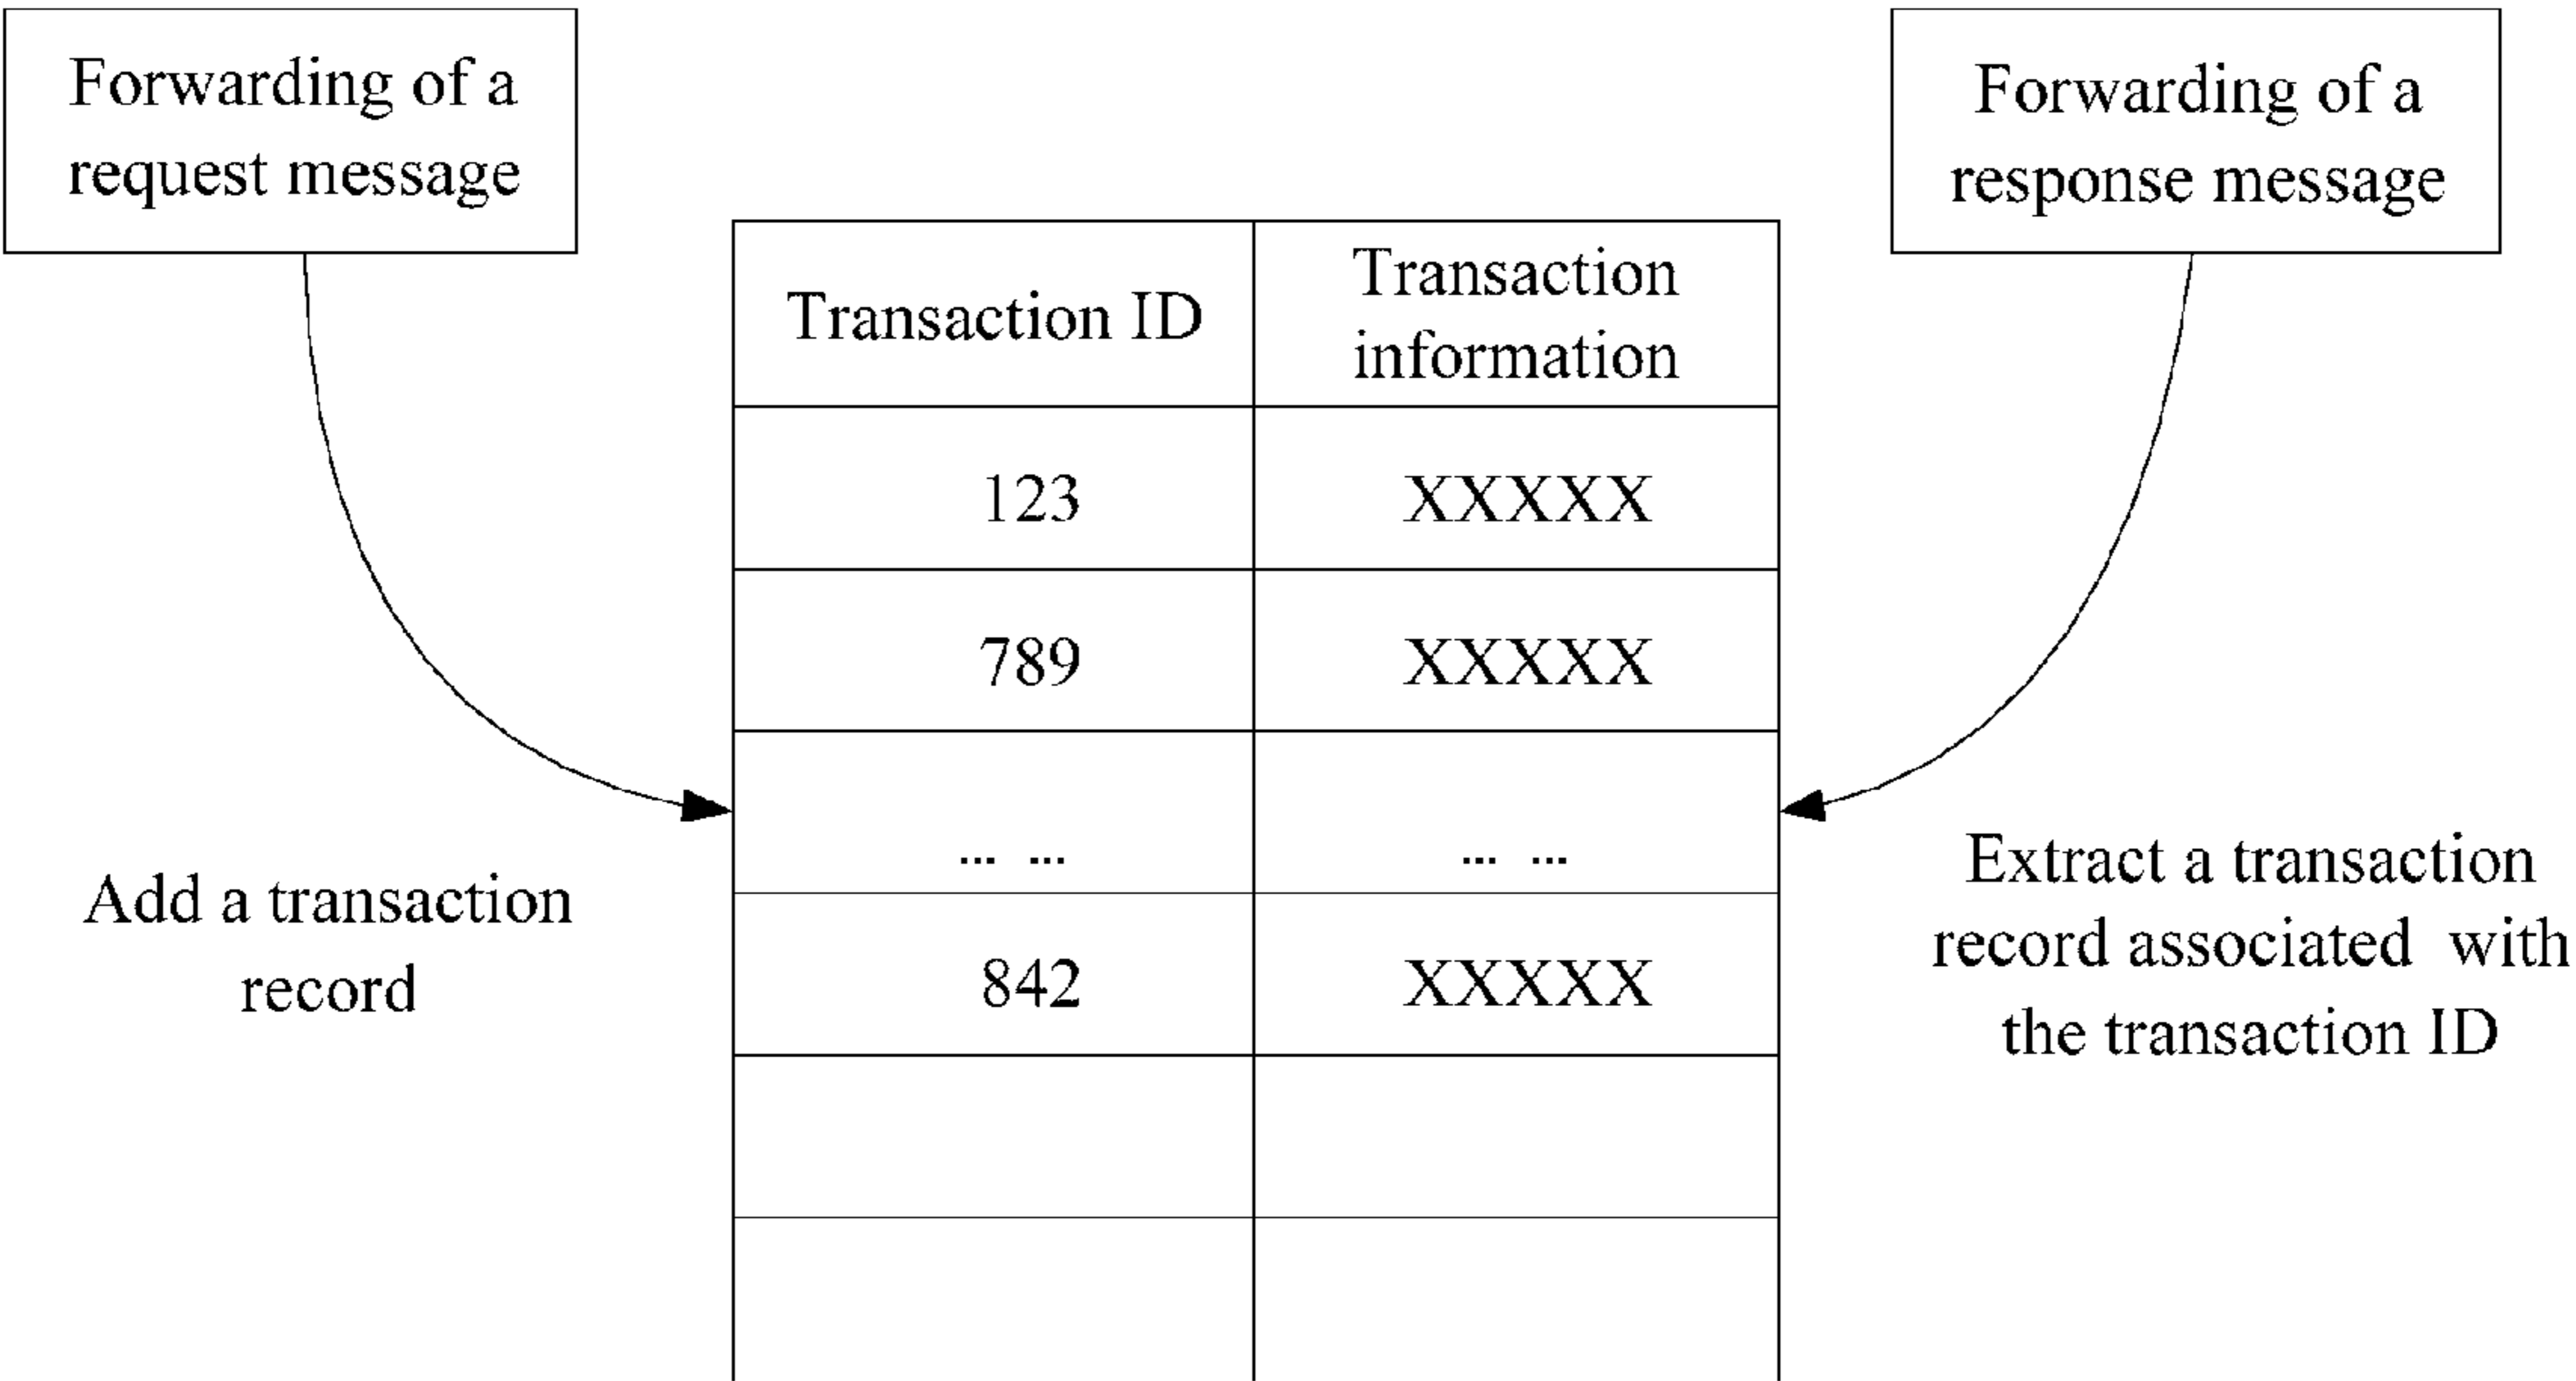 Forwarding of a
request message
Forwarding of a
response message
Transaction ID
Transaction
information
123
XXXXX
789
XXXXX
... ...
... ...
842
XXXXX
Add a transaction
record
Extract a transaction
record associated with
the transaction ID